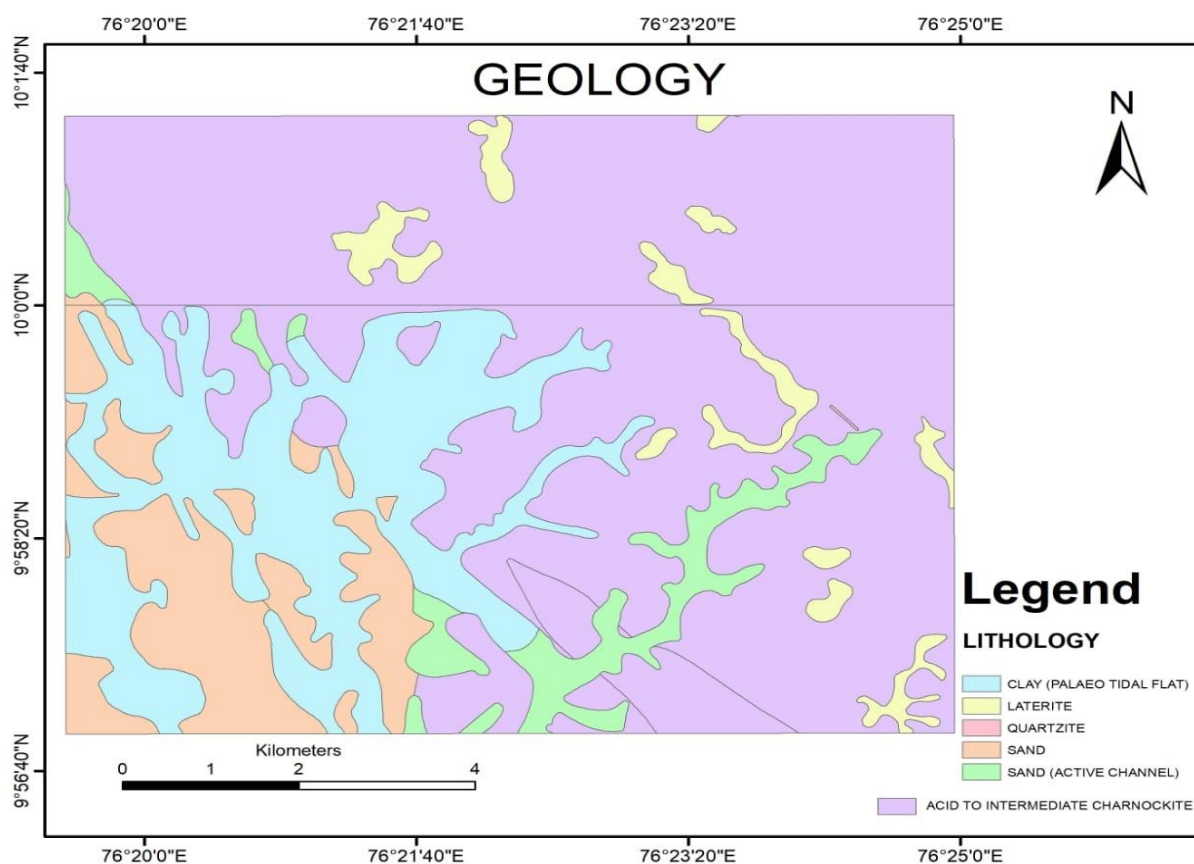 76°20'0"E 76°21'40"E 76°23'20"E 76°25'0"E
10°1'40"N
GEOLOGY
N
10°0'0"N
9°58'20"N
Legend
LITHOLOGY
CLAY (PALAEO TIDAL FLAT)
LATERITE
QUARTZITE
SAND
SAND (ACTIVE CHANNEL)
ACID TO INTERMEDIATE CHARNOCKITE
Kilometers
0 1 2 4
9°56'40"N
76°20'0"E 76°21'40"E 76°23'20"E 76°25'0"E